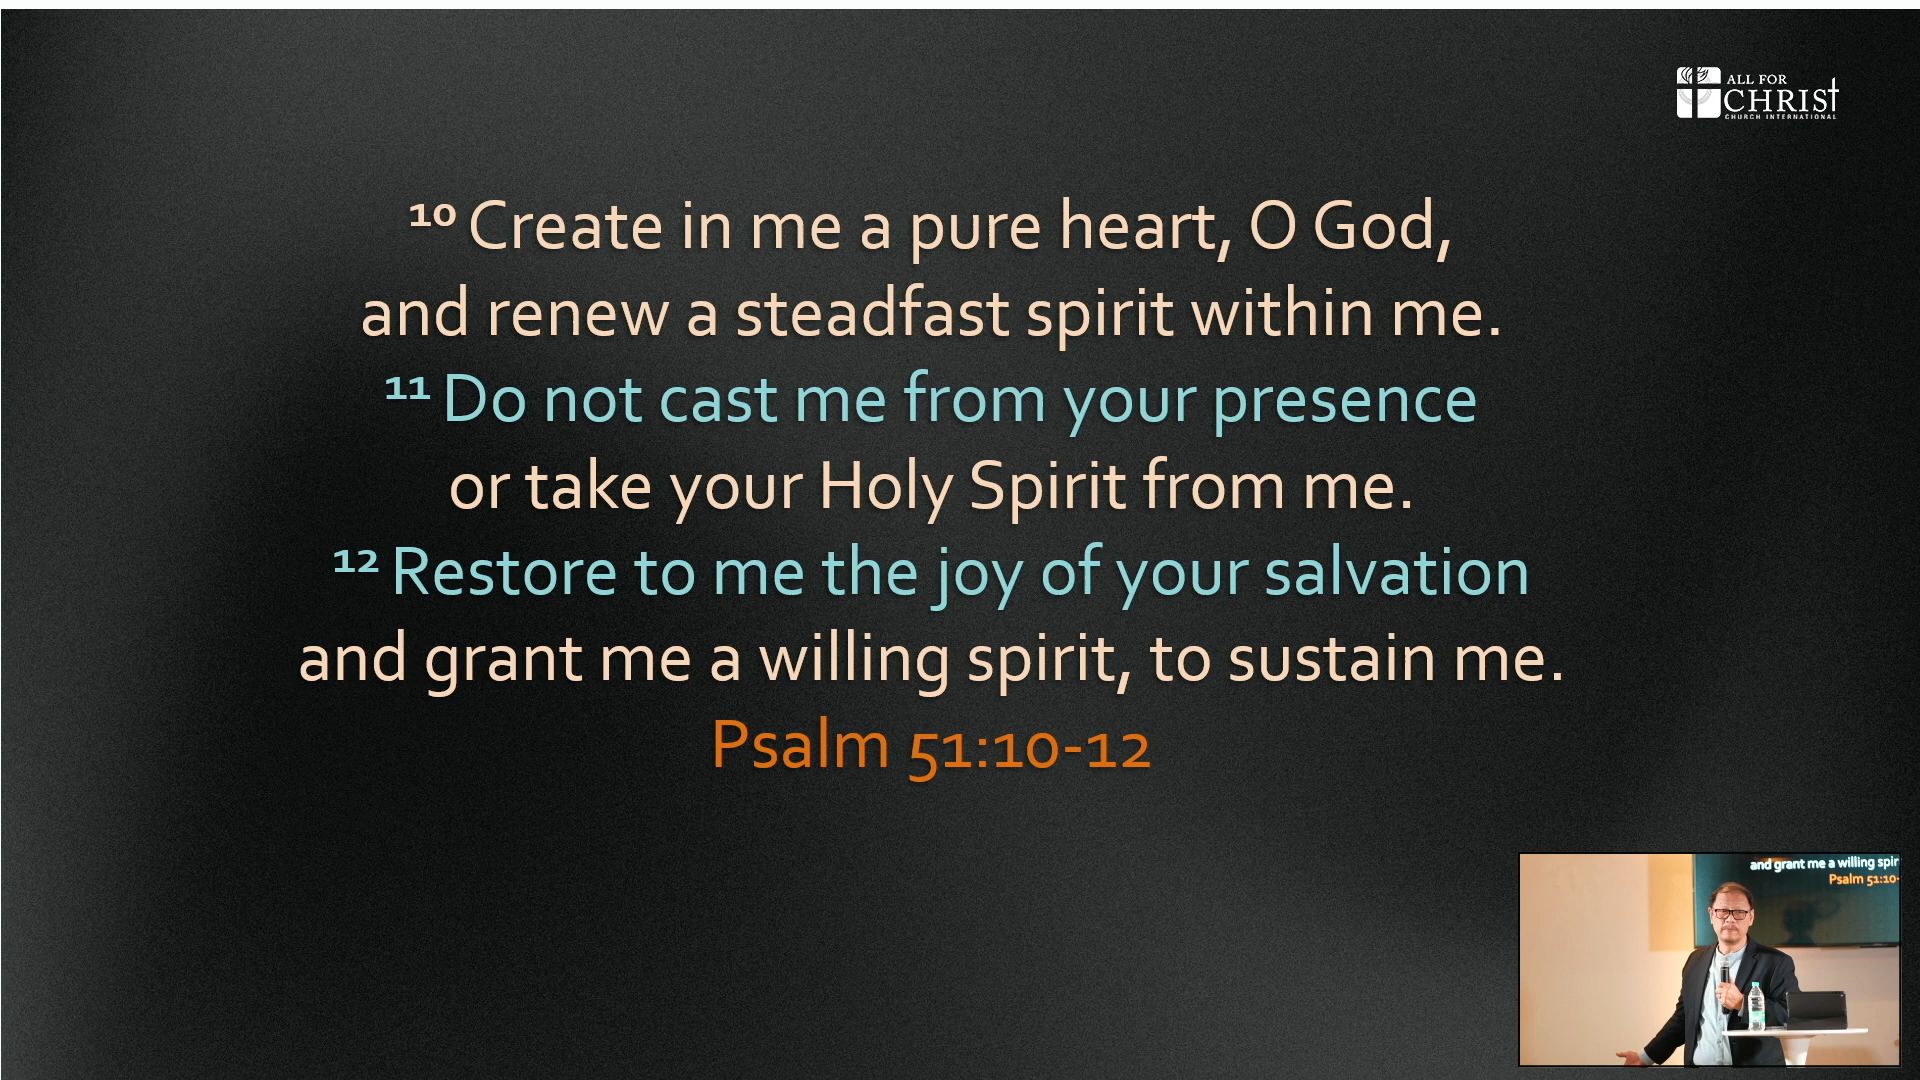 ALL FOR
CHRIST
CHURCH INTERNATIONAL
10 Create in me a pure heart, O God,
and renew a steadfast spirit within me.
11 Do not cast me from your presence
or take your Holy Spirit from me.
12 Restore to me the joy of your salvation
and grant me a willing spirit, to sustain me.
Psalm 51:10-12
and grant me a willing spir
Psalm 51:10-